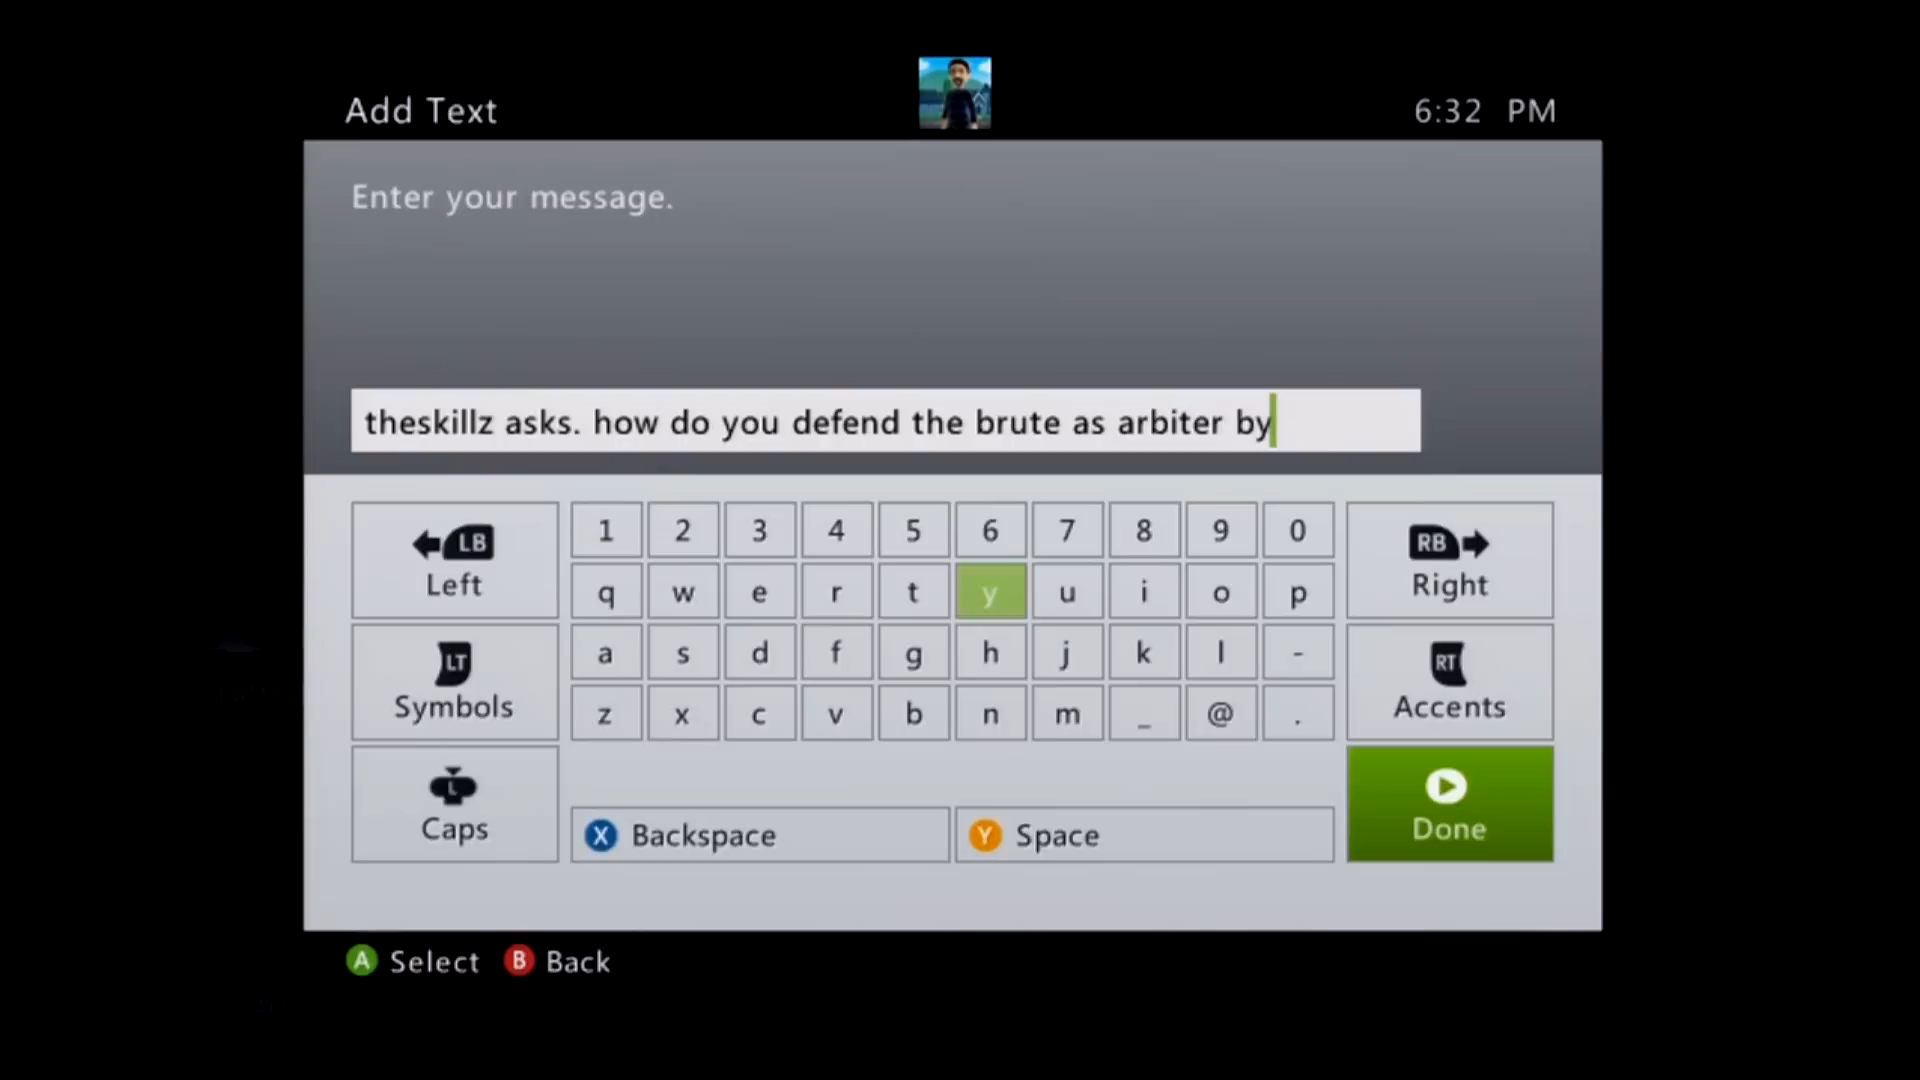 Add Text
6:32 PM
Enter your message.
theskillz asks. how do you defend the brute as arbiter by
LB
Left
1 2 3 4 5 6 7 8 9 0
RB
Right
q w e r t y u i o p
LT
Symbols
a s d f g h j k l -
RT
Accents
z x c v b n m _ @ .
L
Caps
X Backspace
Y Space
Done
A Select B Back